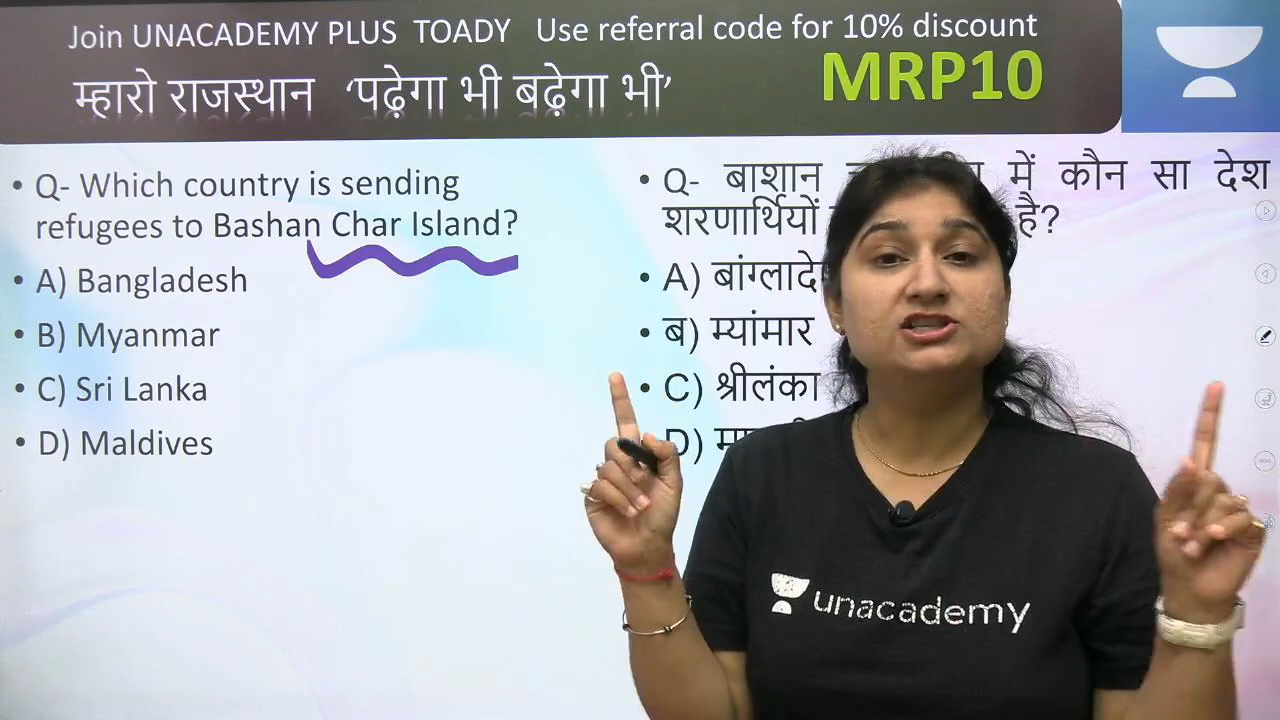 Join UNACADEMY PLUS TOADY Use referral code for 10% discount
म्हारो राजस्थान ‘पढ़ेगा भी बढ़ेगा भी’ MRP10
• Q- Which country is sending
refugees to Bashan Char Island?
• A) Bangladesh
• B) Myanmar
• C) Sri Lanka
• D) Maldives
• Q- बाशान में कौन सा देश
शरणार्थियों है?
• A)
• ब) म्यांमार
• C) श्रीलंका
D)
unacademy